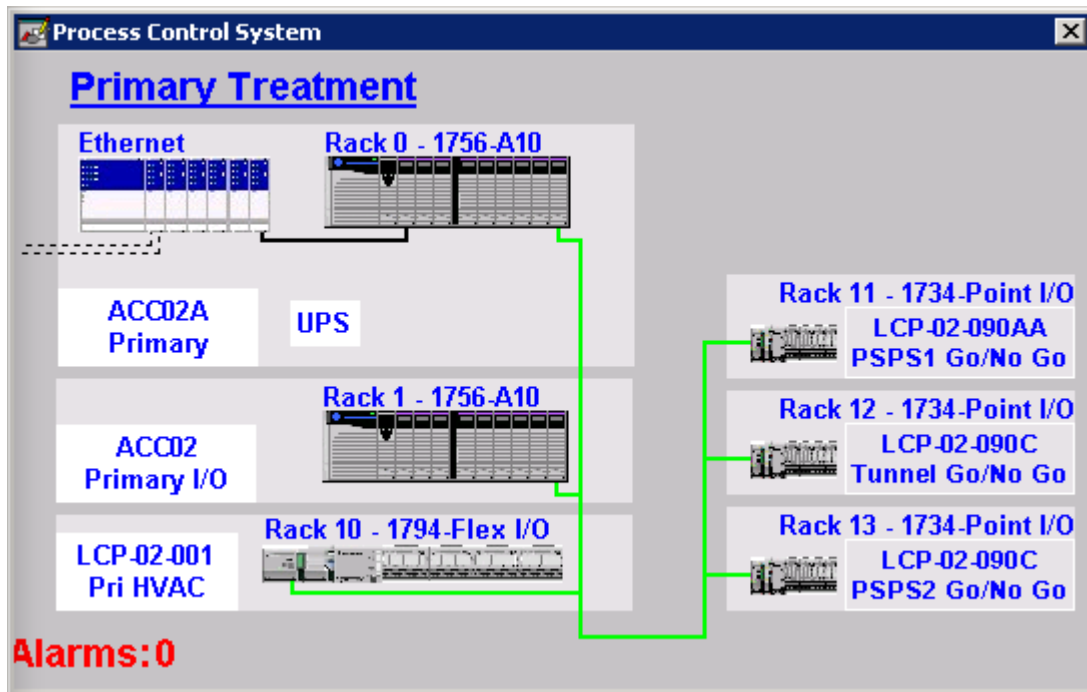 Process Control System
Primary Treatment
Ethernet
Rack 0 - 1756-A10
ACC02A
Primary
UPS
Rack 1 - 1756-A10
ACC02
Primary I/O
Rack 10 - 1794-Flex I/O
LCP-02-001
Pri HVAC
Rack 11 - 1734-Point I/O
LCP-02-090AA
PSPS1 Go/No Go
Rack 12 - 1734-Point I/O
LCP-02-090C
Tunnel Go/No Go
Rack 13 - 1734-Point I/O
LCP-02-090C
PSPS2 Go/No Go
Alarms:0